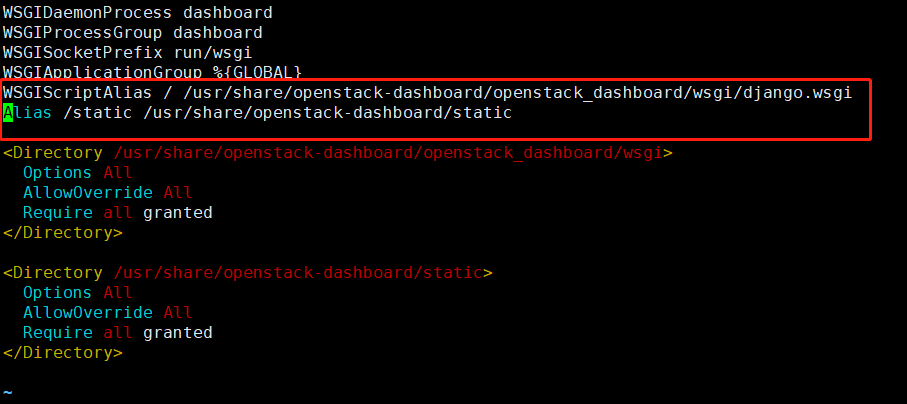 WSGIDaemonProcess dashboard
WSGIProcessGroup dashboard
WSGISocketPrefix run/wsgi
WSGIApplicationGroup %{GLOBAL}
WSGIScriptAlias / /usr/share/openstack-dashboard/openstack_dashboard/wsgi/django.wsgi
Alias /static /usr/share/openstack-dashboard/static
<Directory /usr/share/openstack-dashboard/openstack_dashboard/wsgi>
  Options All
  AllowOverride All
  Require all granted
</Directory>
<Directory /usr/share/openstack-dashboard/static>
  Options All
  AllowOverride All
  Require all granted
</Directory>
~